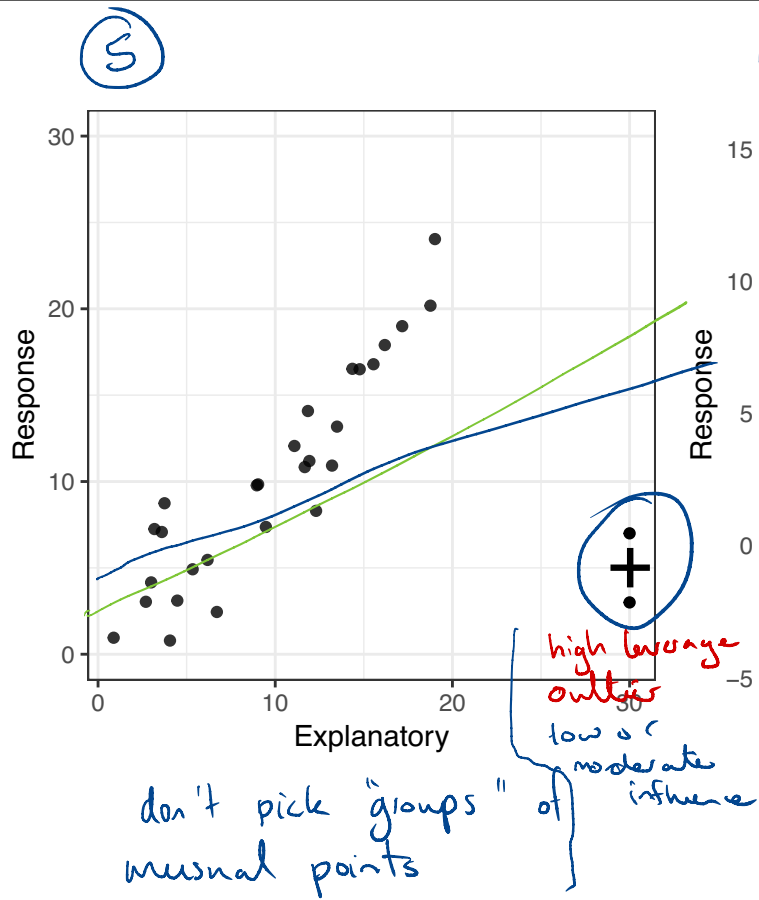 5
30
20
10
0
Response
0
10
20
30
Explanatory
15
10
5
0
−5
Response
high leverage
outlier
low or
moderate
influence
don't pick "groups" of
unusual points